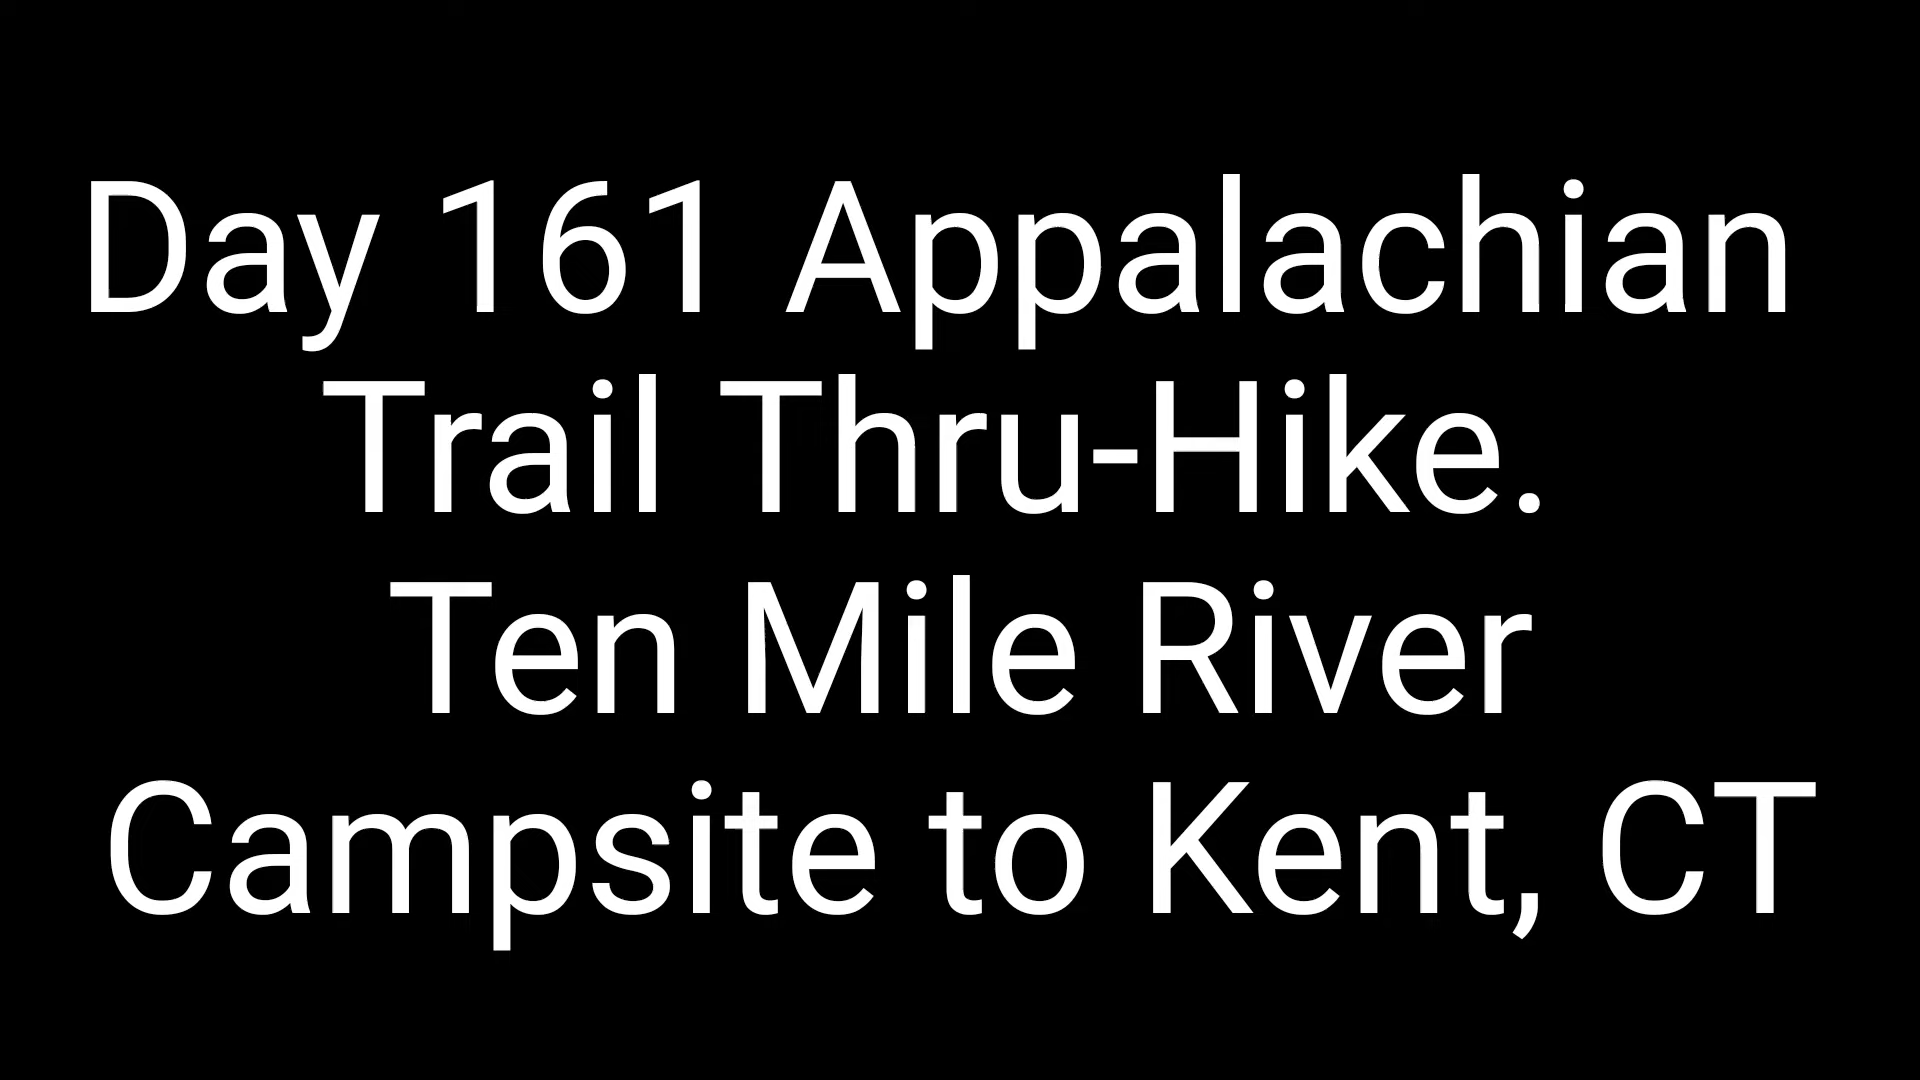 Day 161 Appalachian
Trail Thru-Hike.
Ten Mile River
Campsite to Kent, CT